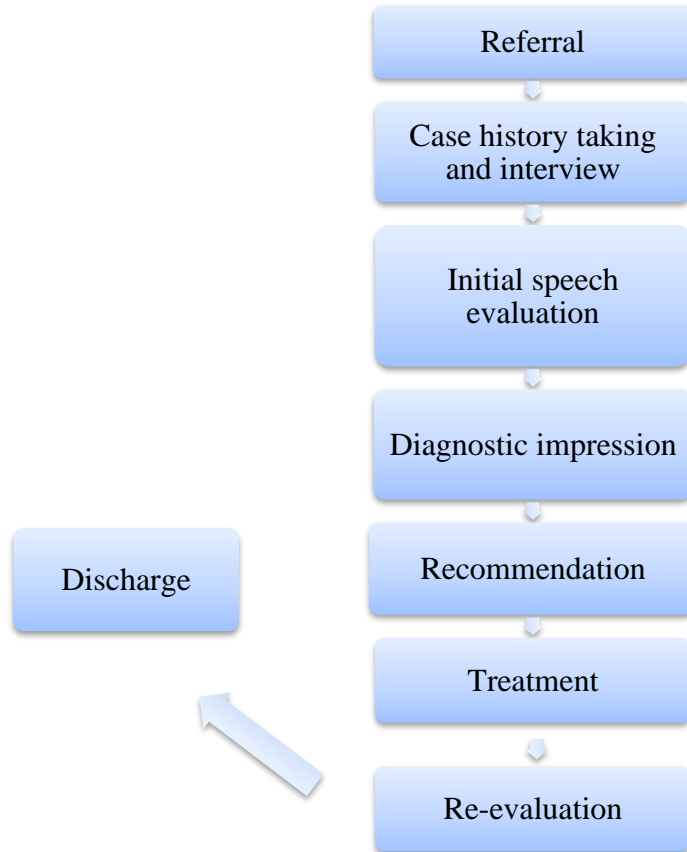 Referral
Case history taking
and interview
Initial speech
evaluation
Diagnostic impression
Recommendation
Discharge
Treatment
Re-evaluation